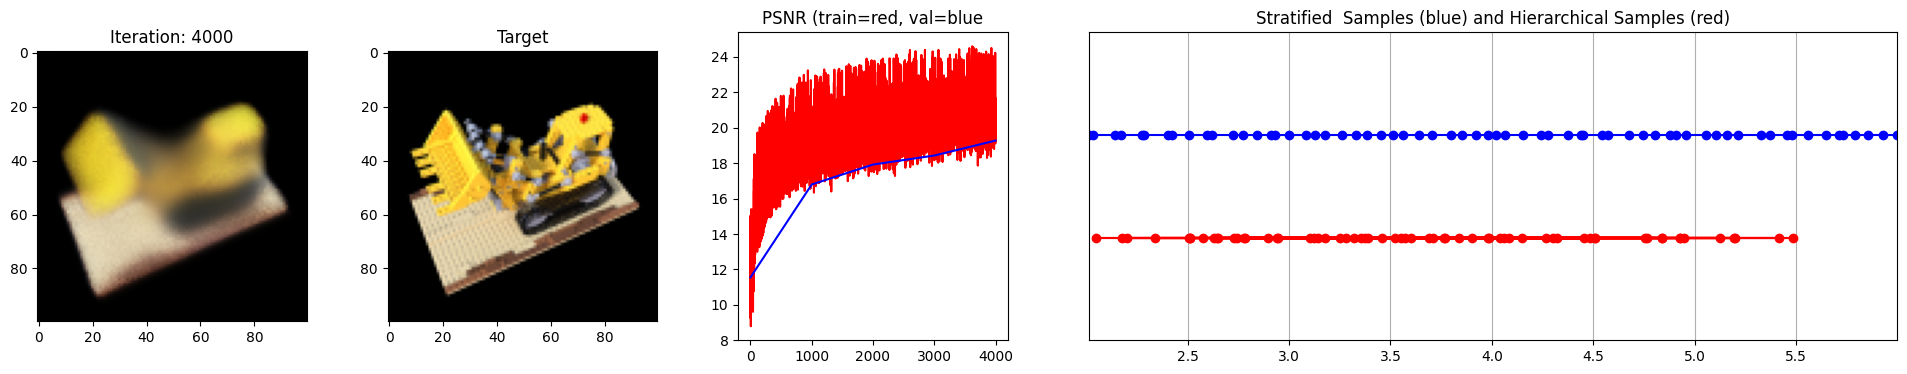 Iteration: 4000
0
20
40
60
80
0 20 40 60 80
Target
0
20
40
60
80
0 20 40 60 80
PSNR (train=red, val=blue
24
22
20
18
16
14
12
10
8
0 1000 2000 3000 4000
Stratified  Samples (blue) and Hierarchical Samples (red)
2.5 3.0 3.5 4.0 4.5 5.0 5.5